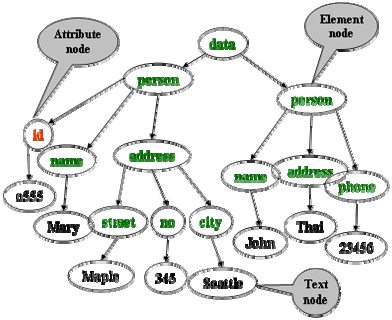 Attribute
node
Element
node
data
person
person
id
name
address
name
address
phone
o555
Mary
street
no
city
John
Thai
23456
Maple
345
Seattle
Text
node